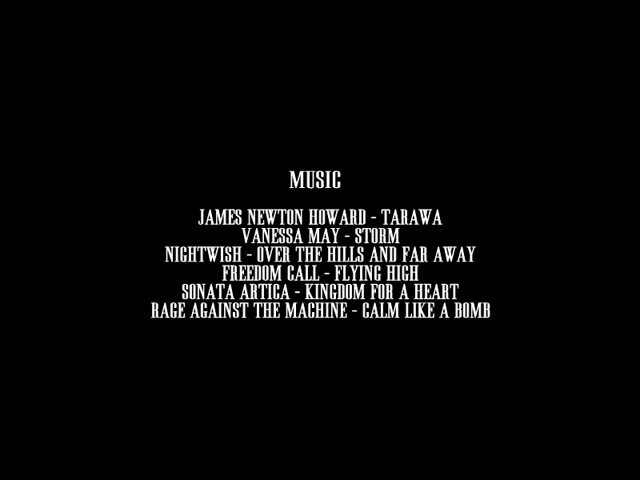 MUSIC
JAMES NEWTON HOWARD - TARAWA
VANESSA MAY - STORM
NIGHTWISH - OVER THE HILLS AND FAR AWAY
FREEDOM CALL - FLYING HIGH
SONATA ARTICA - KINGDOM FOR A HEART
RAGE AGAINST THE MACHINE - CALM LIKE A BOMB